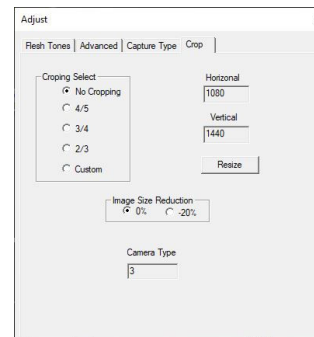 Adjust
Flesh Tones Advanced Capture Type Crop
Croping Select
No Cropping
4/5
3/4
2/3
Custom
Horizonal
1080
Vertical
1440
Resize
Image Size Reduction
0% -20%
Camera Type
3